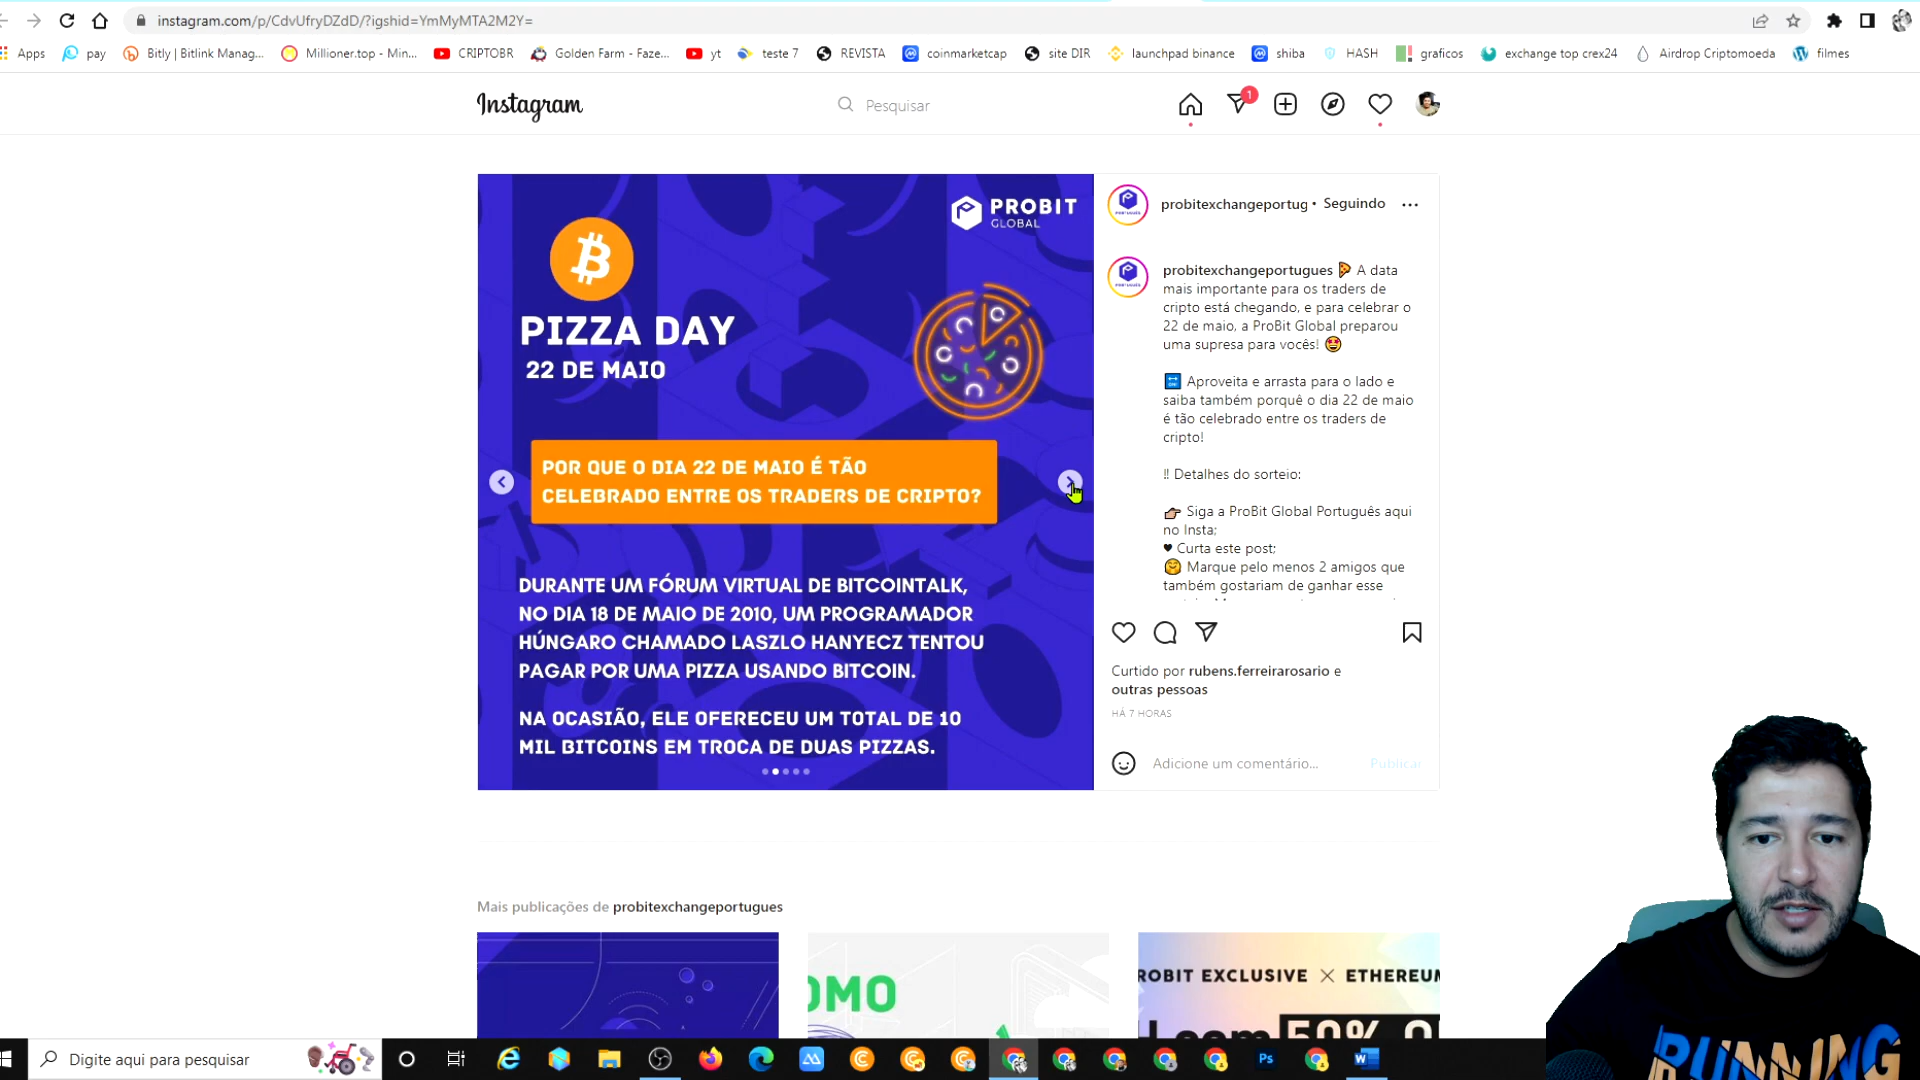 instagram.com/p/CdvUfryDZdD/?igshid=YmMyMTA2M2Y=
Apps
pay
Bitly | Bitlink Manag...
Millioner.top - Min...
CRIPTOBR
Golden Farm - Faze...
yt
teste 7
REVISTA
coinmarketcap
site DIR
launchpad binance
shiba
HASH
graficos
exchange top crex24
Airdrop Criptomoeda
filmes
Instagram
Pesquisar
1
PROBIT
GLOBAL
PIZZA DAY
22 DE MAIO
POR QUE O DIA 22 DE MAIO É TÃO
CELEBRADO ENTRE OS TRADERS DE CRIPTO?
DURANTE UM FÓRUM VIRTUAL DE BITCOINTALK,
NO DIA 18 DE MAIO DE 2010, UM PROGRAMADOR
HÚNGARO CHAMADO LASZLO HANYECZ TENTOU
PAGAR POR UMA PIZZA USANDO BITCOIN.
NA OCASIÃO, ELE OFERECEU UM TOTAL DE 10
MIL BITCOINS EM TROCA DE DUAS PIZZAS.
probitexchangeportug • Seguindo
probitexchangeportugues 🍕 A data
mais importante para os traders de
cripto está chegando, e para celebrar o
22 de maio, a ProBit Global preparou
uma supresa para vocês! 🤩
Aproveita e arrasta para o lado e
saiba também porquê o dia 22 de maio
é tão celebrado entre os traders de
cripto!
‼ Detalhes do sorteio:
👉 Siga a ProBit Global Português aqui
no Insta;
♥ Curta este post;
🤗 Marque pelo menos 2 amigos que
também gostariam de ganhar esse
Curtido por rubens.ferreirarosario e
outras pessoas
HÁ 7 HORAS
Adicione um comentário...
Publicar
Mais publicações de probitexchangeportugues
OMO
ROBIT EXCLUSIVE × ETHEREUM
50% O
Digite aqui para pesquisar
Ps
RUNNING